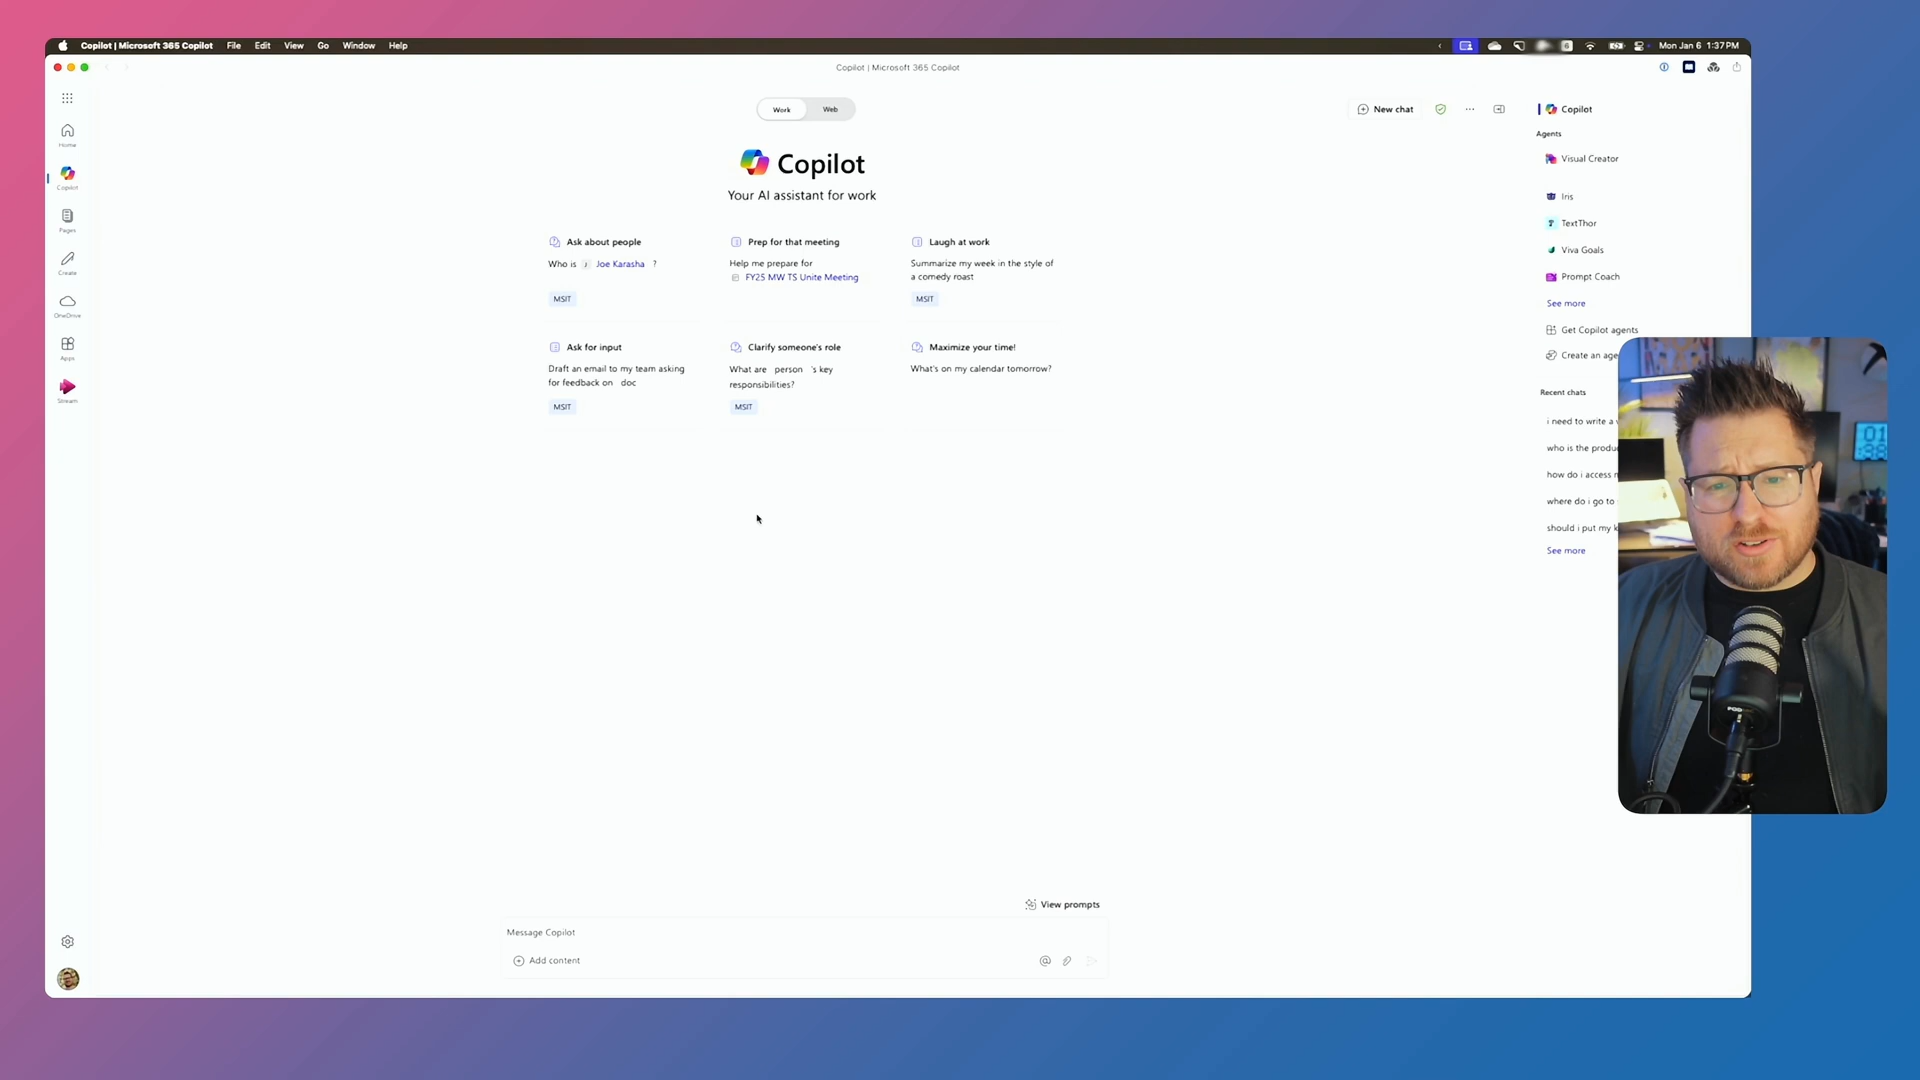 Copilot | Microsoft 365 Copilot File Edit View Go Window Help
6 Mon Jan 6 1:37 PM
Copilot | Microsoft 365 Copilot
Home
Copilot
Pages
Create
OneDrive
Apps
Stream
Work Web
New chat
Copilot
Your AI assistant for work
Ask about people
Who is J Joe Karasha ?
MSIT
Prep for that meeting
Help me prepare for
FY25 MW TS Unite Meeting
Laugh at work
Summarize my week in the style of
a comedy roast
MSIT
Ask for input
Draft an email to my team asking
for feedback on doc
MSIT
Clarify someone's role
What are person 's key
responsibilities?
MSIT
Maximize your time!
What's on my calendar tomorrow?
View prompts
Message Copilot
Add content
Copilot
Agents
Visual Creator
Iris
TextThor
Viva Goals
Prompt Coach
See more
Get Copilot agents
Create an age
Recent chats
i need to write a
who is the produ
how do i access
where do i go to
should i put my
See more
01